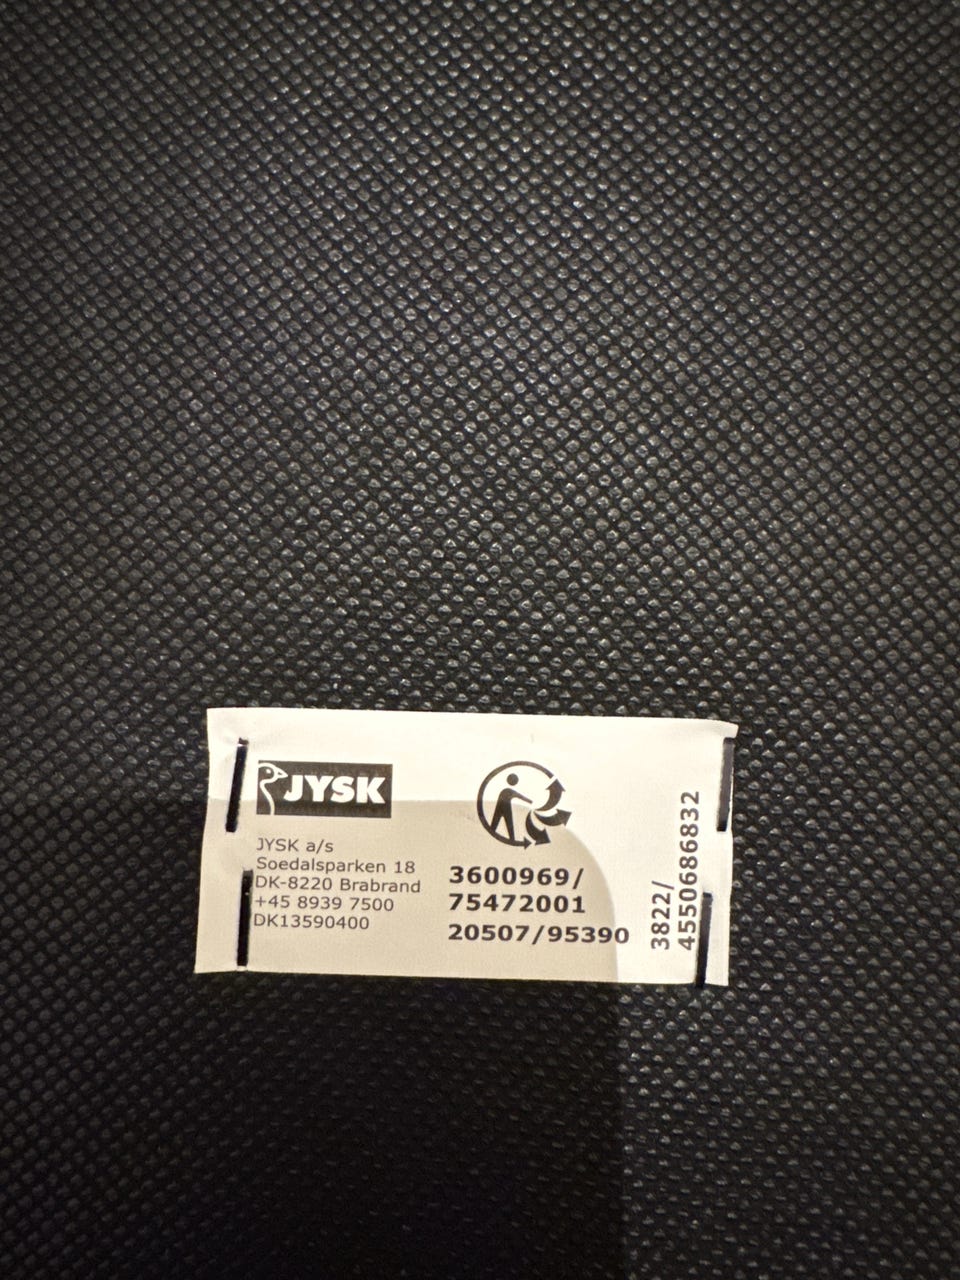 JYSK
JYSK a/s
Soedalsparken 18
DK-8220 Brabrand
+45 8939 7500
DK13590400
3600969/
75472001
20507/95390
3822/
4550686832